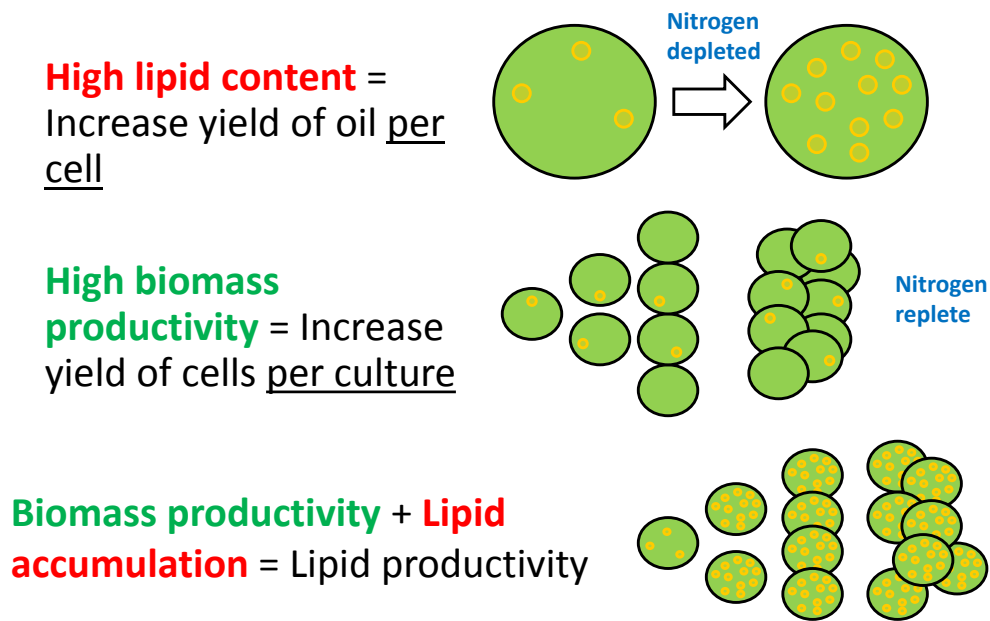 High lipid content =
Increase yield of oil per
cell
Nitrogen
depleted
High biomass
productivity = Increase
yield of cells per culture
Nitrogen
replete
Biomass productivity + Lipid
accumulation = Lipid productivity